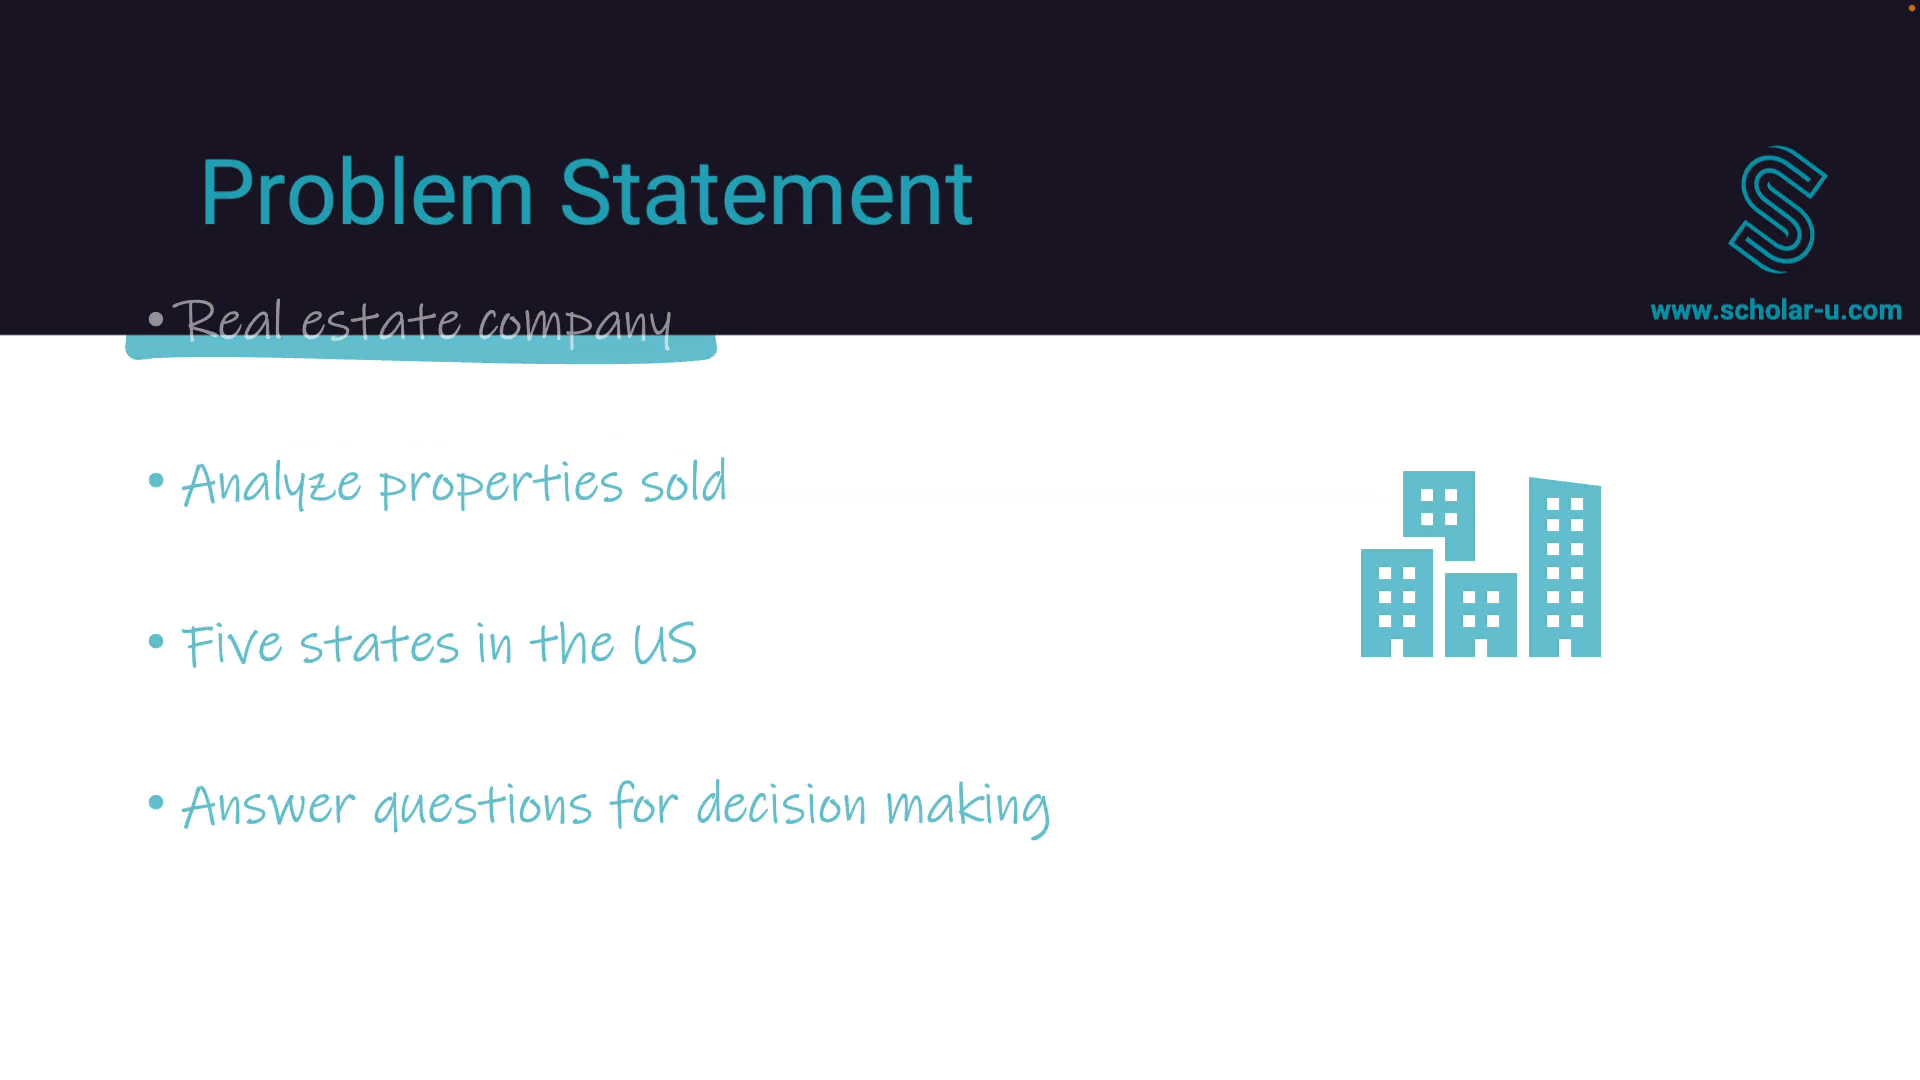 Problem Statement
www.scholar-u.com
• Real estate company
• Analyze properties sold
• Five states in the US
• Answer questions for decision making